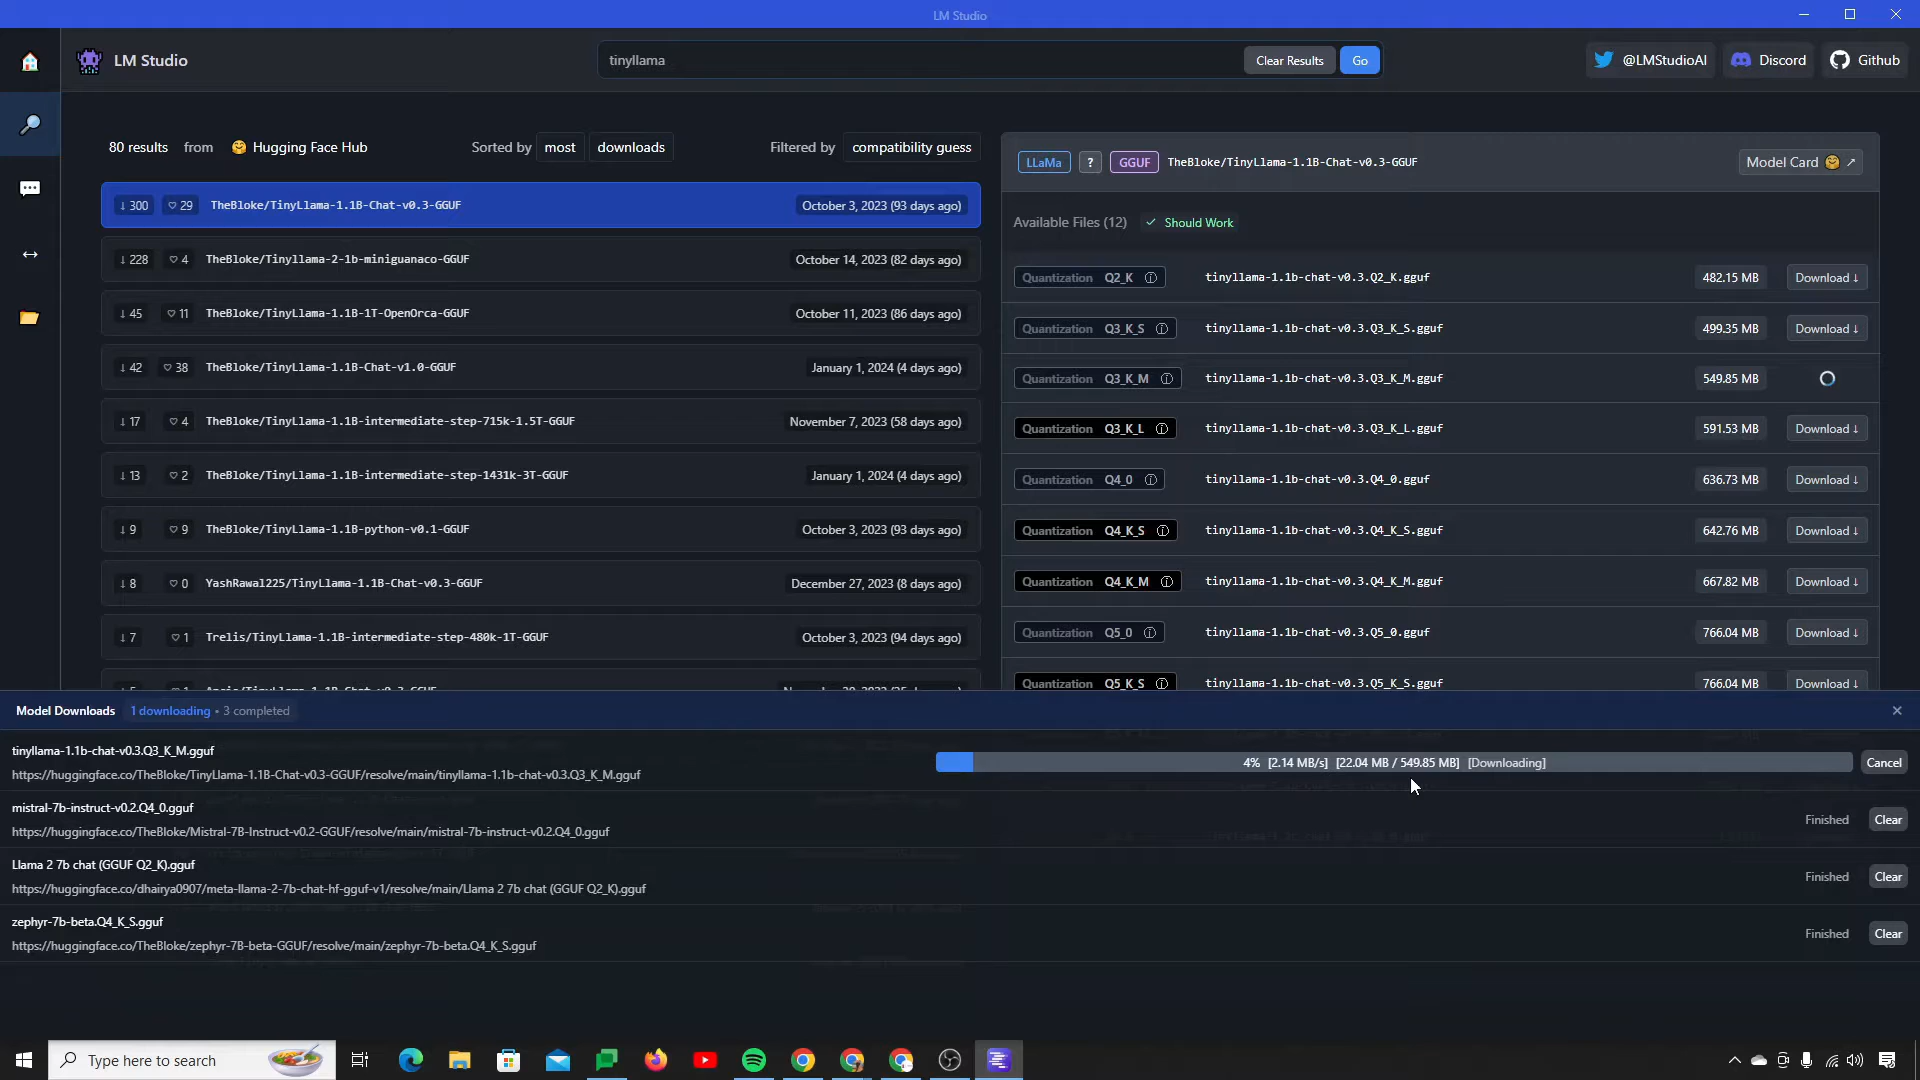 LM Studio
LM Studio
tinyllama
Clear Results
Go
@LMStudioAI
Discord
Github
80 results from Hugging Face Hub
Sorted by most downloads
Filtered by compatibility guess
↓ 300 ♡ 29 TheBloke/TinyLlama-1.1B-Chat-v0.3-GGUF October 3, 2023 (93 days ago)
↓ 228 ♡ 4 TheBloke/Tinyllama-2-1b-miniguanaco-GGUF October 14, 2023 (82 days ago)
↓ 45 ♡ 11 TheBloke/TinyLlama-1.1B-1T-OpenOrca-GGUF October 11, 2023 (86 days ago)
↓ 42 ♡ 38 TheBloke/TinyLlama-1.1B-Chat-v1.0-GGUF January 1, 2024 (4 days ago)
↓ 17 ♡ 4 TheBloke/TinyLlama-1.1B-intermediate-step-715k-1.5T-GGUF November 7, 2023 (58 days ago)
↓ 13 ♡ 2 TheBloke/TinyLlama-1.1B-intermediate-step-1431k-3T-GGUF January 1, 2024 (4 days ago)
↓ 9 ♡ 9 TheBloke/TinyLlama-1.1B-python-v0.1-GGUF October 3, 2023 (93 days ago)
↓ 8 ♡ 0 YashRawal225/TinyLlama-1.1B-Chat-v0.3-GGUF December 27, 2023 (8 days ago)
↓ 7 ♡ 1 Trelis/TinyLlama-1.1B-intermediate-step-480k-1T-GGUF October 3, 2023 (94 days ago)
LLaMa ? GGUF TheBloke/TinyLlama-1.1B-Chat-v0.3-GGUF Model Card ↗
Available Files (12) ✓ Should Work
Quantization Q2_K ⓘ tinyllama-1.1b-chat-v0.3.Q2_K.gguf 482.15 MB Download ↓
Quantization Q3_K_S ⓘ tinyllama-1.1b-chat-v0.3.Q3_K_S.gguf 499.35 MB Download ↓
Quantization Q3_K_M ⓘ tinyllama-1.1b-chat-v0.3.Q3_K_M.gguf 549.85 MB
Quantization Q3_K_L ⓘ tinyllama-1.1b-chat-v0.3.Q3_K_L.gguf 591.53 MB Download ↓
Quantization Q4_0 ⓘ tinyllama-1.1b-chat-v0.3.Q4_0.gguf 636.73 MB Download ↓
Quantization Q4_K_S ⓘ tinyllama-1.1b-chat-v0.3.Q4_K_S.gguf 642.76 MB Download ↓
Quantization Q4_K_M ⓘ tinyllama-1.1b-chat-v0.3.Q4_K_M.gguf 667.82 MB Download ↓
Quantization Q5_0 ⓘ tinyllama-1.1b-chat-v0.3.Q5_0.gguf 766.04 MB Download ↓
Quantization Q5_K_S ⓘ tinyllama-1.1b-chat-v0.3.Q5_K_S.gguf 766.04 MB Download ↓
Model Downloads 1 downloading • 3 completed
tinyllama-1.1b-chat-v0.3.Q3_K_M.gguf
https://huggingface.co/TheBloke/TinyLlama-1.1B-Chat-v0.3-GGUF/resolve/main/tinyllama-1.1b-chat-v0.3.Q3_K_M.gguf
4% [2.14 MB/s] [22.04 MB / 549.85 MB] [Downloading]
Cancel
mistral-7b-instruct-v0.2.Q4_0.gguf
https://huggingface.co/TheBloke/Mistral-7B-Instruct-v0.2-GGUF/resolve/main/mistral-7b-instruct-v0.2.Q4_0.gguf
Finished Clear
Llama 2 7b chat (GGUF Q2_K).gguf
https://huggingface.co/dhairya0907/meta-llama-2-7b-chat-hf-gguf-v1/resolve/main/Llama 2 7b chat (GGUF Q2_K).gguf
Finished Clear
zephyr-7b-beta.Q4_K_S.gguf
https://huggingface.co/TheBloke/zephyr-7B-beta-GGUF/resolve/main/zephyr-7b-beta.Q4_K_S.gguf
Finished Clear
Type here to search